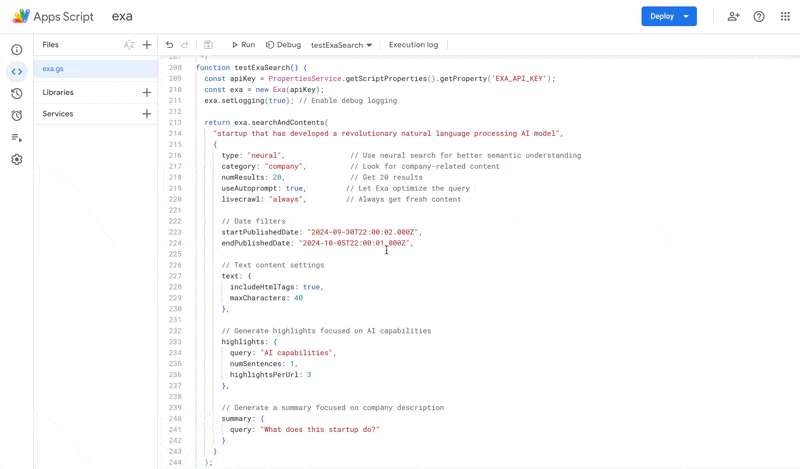 Apps Script exa
Deploy
Files
Run
Debug
testExaSearch
Execution log
exa.gs
Libraries
Services
207 */
208 function testExaSearch() {
209 const apiKey = PropertiesService.getScriptProperties().getProperty('EXA_API_KEY');
210 const exa = new Exa(apiKey);
211 exa.setLogging(true); // Enable debug logging
212
213 return exa.searchAndContents(
214 "startup that has developed a revolutionary natural language processing AI model",
215 {
216 type: "neural", // Use neural search for better semantic understanding
217 category: "company", // Look for company-related content
218 numResults: 20, // Get 20 results
219 useAutoprompt: true, // Let Exa optimize the query
220 livecrawl: "always", // Always get fresh content
221
222 // Date filters
223 startPublishedDate: "2024-09-30T22:00:02.000Z",
224 endPublishedDate: "2024-10-05T22:00:01.000Z",
225
226 // Text content settings
227 text: {
228 includeHtmlTags: true,
229 maxCharacters: 40
230 },
231
232 // Generate highlights focused on AI capabilities
233 highlights: {
234 query: "AI capabilities",
235 numSentences: 1,
236 highlightsPerUrl: 3
237 },
238
239 // Generate a summary focused on company description
240 summary: {
241 query: "What does this startup do?"
242 }
243 }
244 );